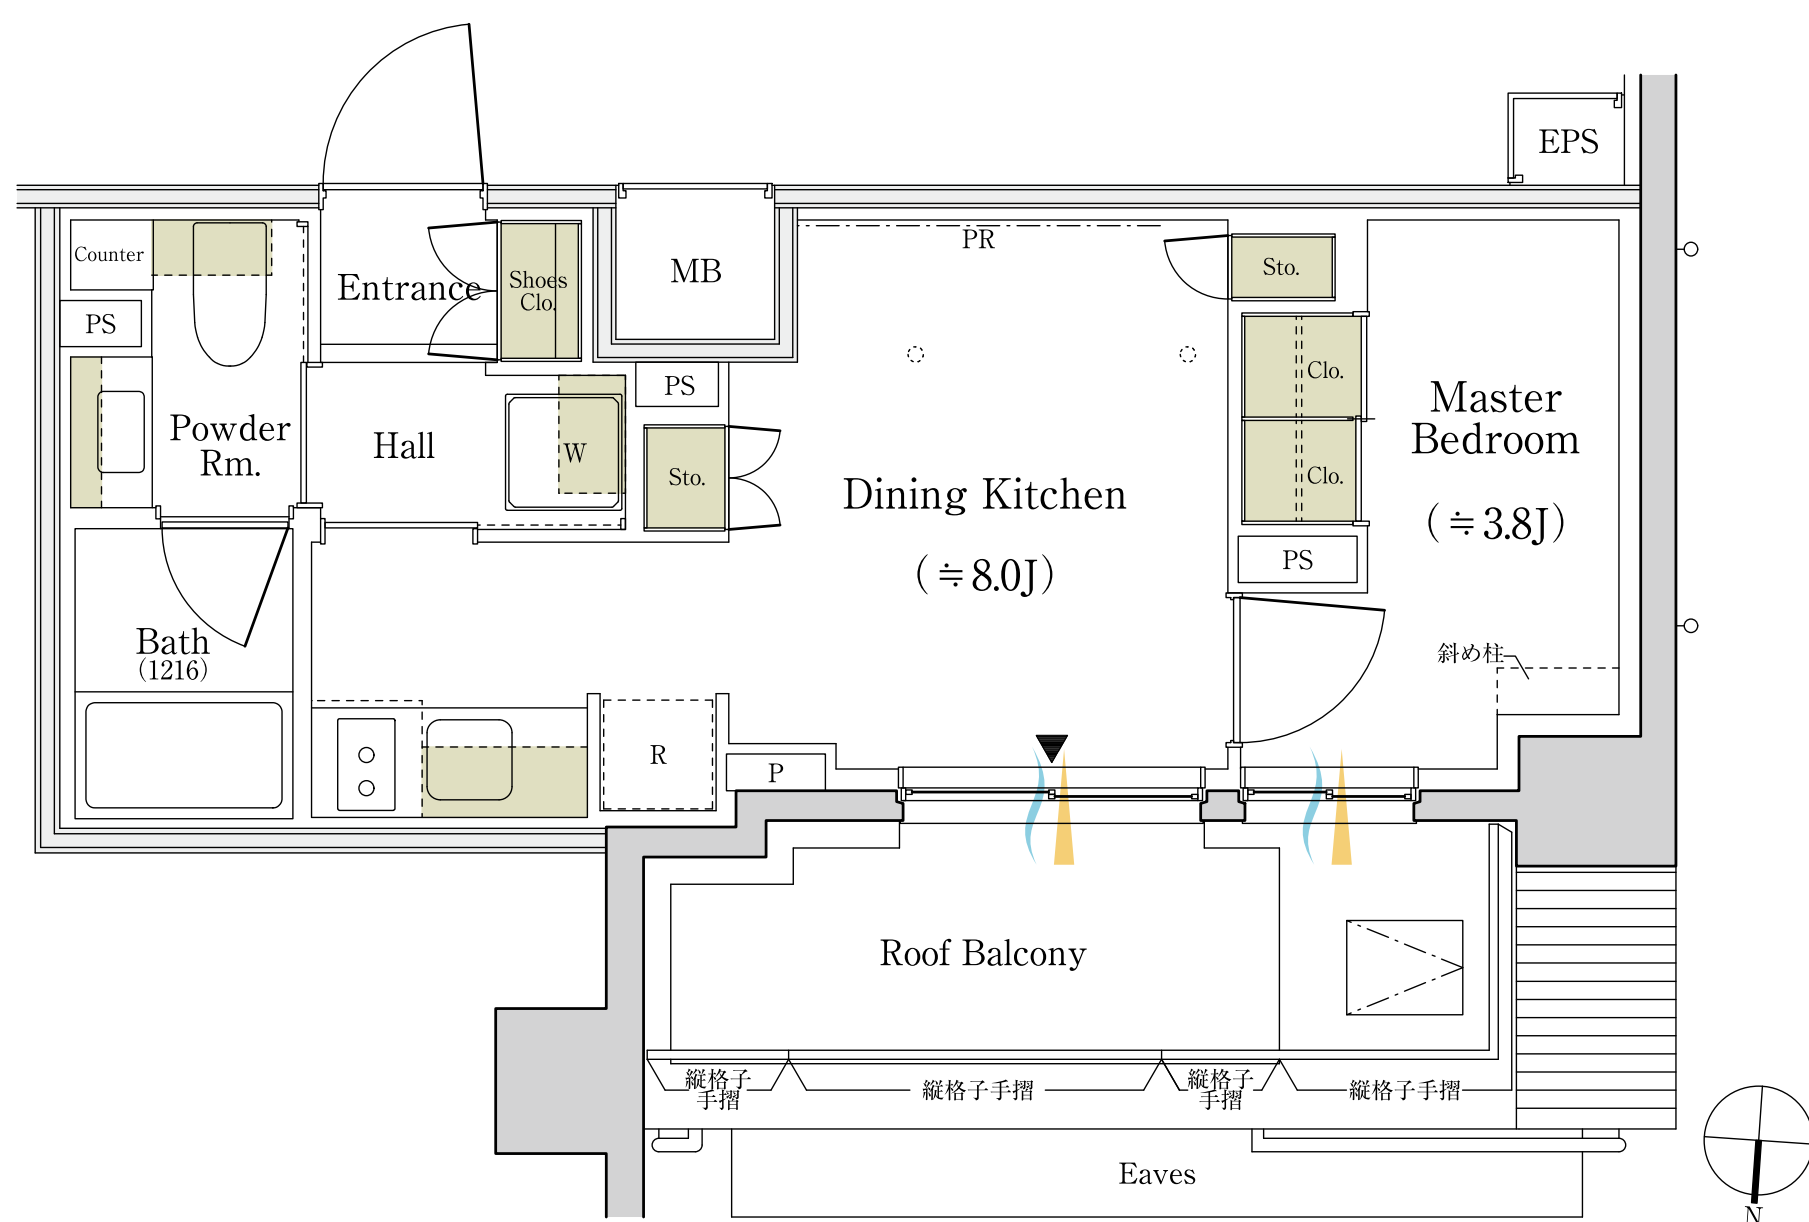 EPS
Counter
PR
Entrance
Shoes
Clo.
MB
Sto.
PS
Clo.
PS
Master
Bedroom
Powder
Rm.
Hall
W
Sto.
Clo.
Dining Kitchen
(≒8.0J)
(≒3.8J)
PS
Bath
(1216)
斜め柱
R
P
Roof Balcony
縦格子
手摺
縦格子手摺
縦格子
手摺
縦格子手摺
Eaves
N